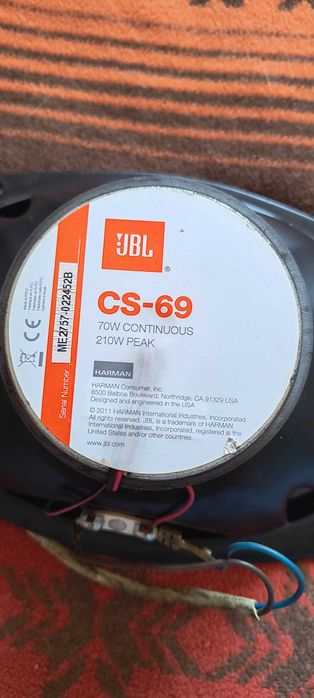 JBL
®
CS-69
70W CONTINUOUS
210W PEAK
HARMAN
HARMAN Consumer, Inc.
8500 Balboa Boulevard, Northridge, CA 91329 USA
Designed and engineered in the USA
© 2011 HARMAN International Industries, Incorporated
All rights reserved. JBL is a trademark of HARMAN
International Industries, Incorporated, registered in the
United States and/or other countries.
www.jbl.com
Serial Number
ME2757-022452B
CE